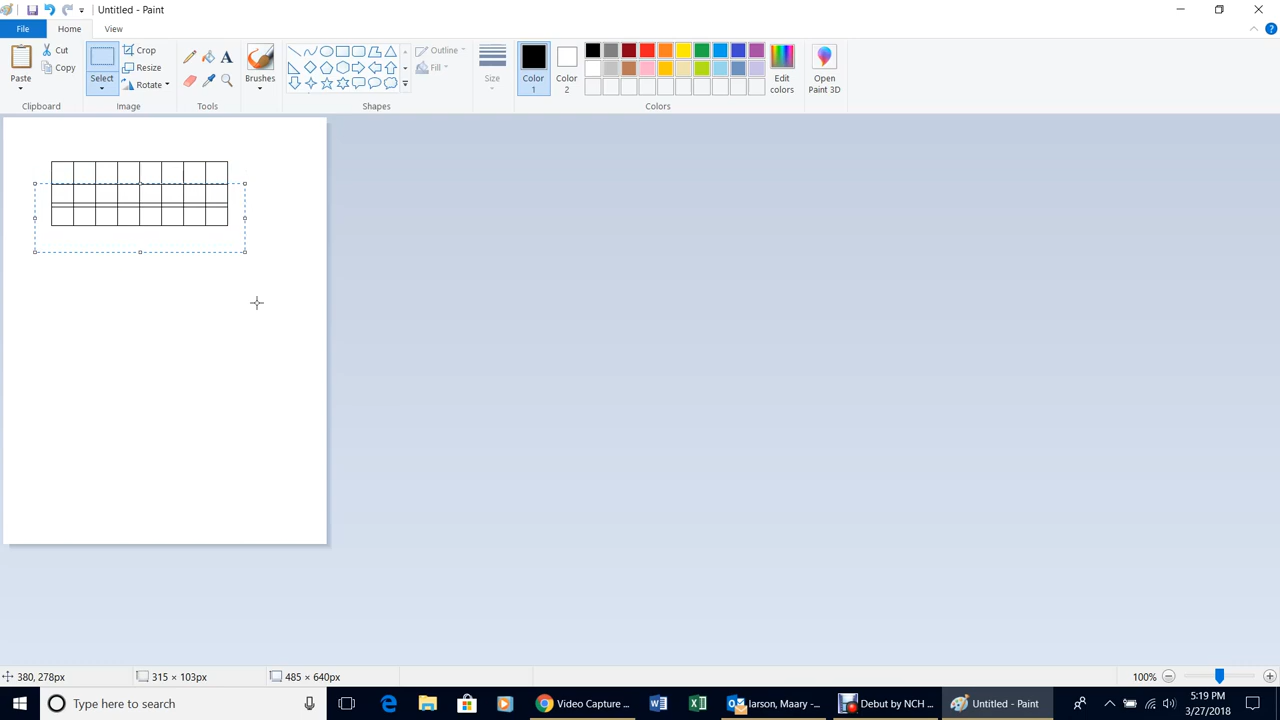 Untitled - Paint
File Home View
Paste
Cut
Copy
Clipboard
Select
Crop
Resize
Rotate
Image
Tools
Brushes
Outline
Fill
Shapes
Size
Color 1
Color 2
Edit colors
Colors
Open Paint 3D
380, 278px
315 × 103px
485 × 640px
100%
Type here to search
Video Capture ...
larson, Maary -...
Debut by NCH ...
Untitled - Paint
5:19 PM
3/27/2018